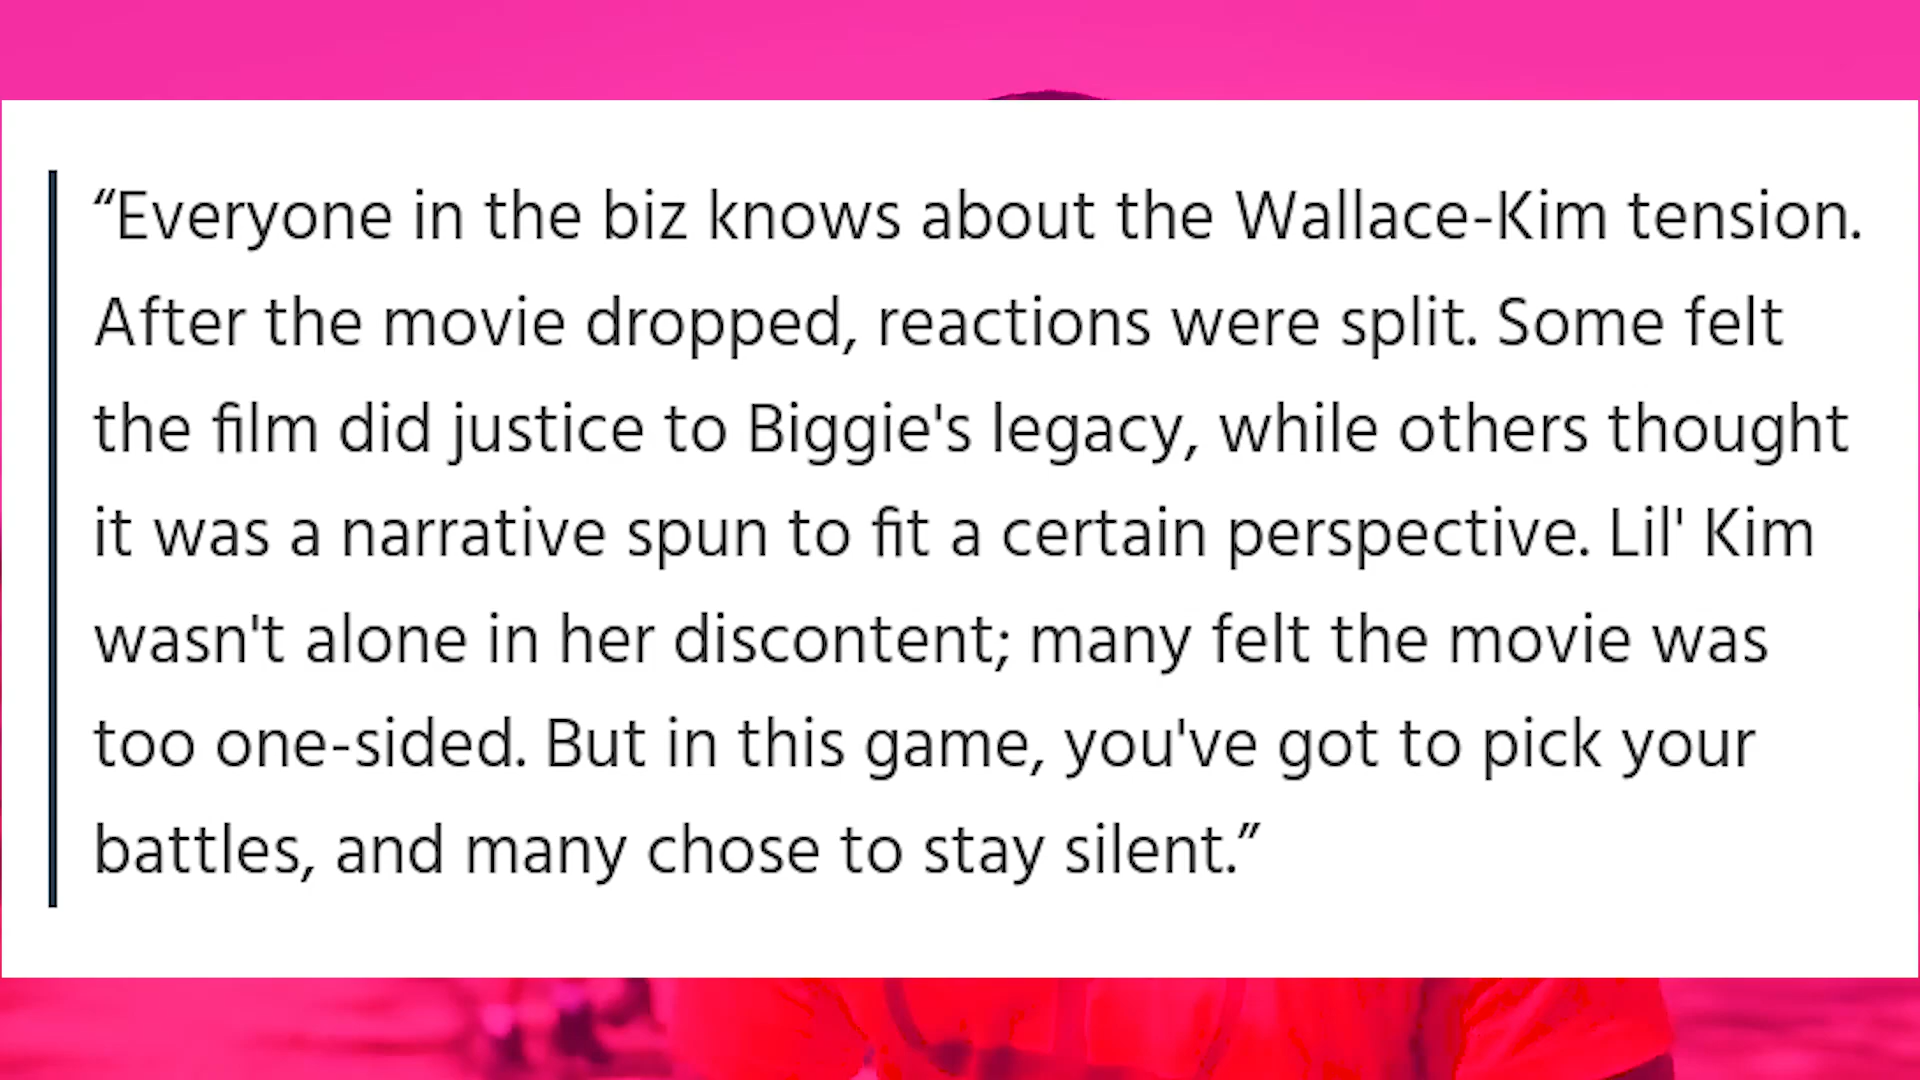 “Everyone in the biz knows about the Wallace-Kim tension.
After the movie dropped, reactions were split. Some felt
the film did justice to Biggie's legacy, while others thought
it was a narrative spun to fit a certain perspective. Lil' Kim
wasn't alone in her discontent; many felt the movie was
too one-sided. But in this game, you've got to pick your
battles, and many chose to stay silent.”